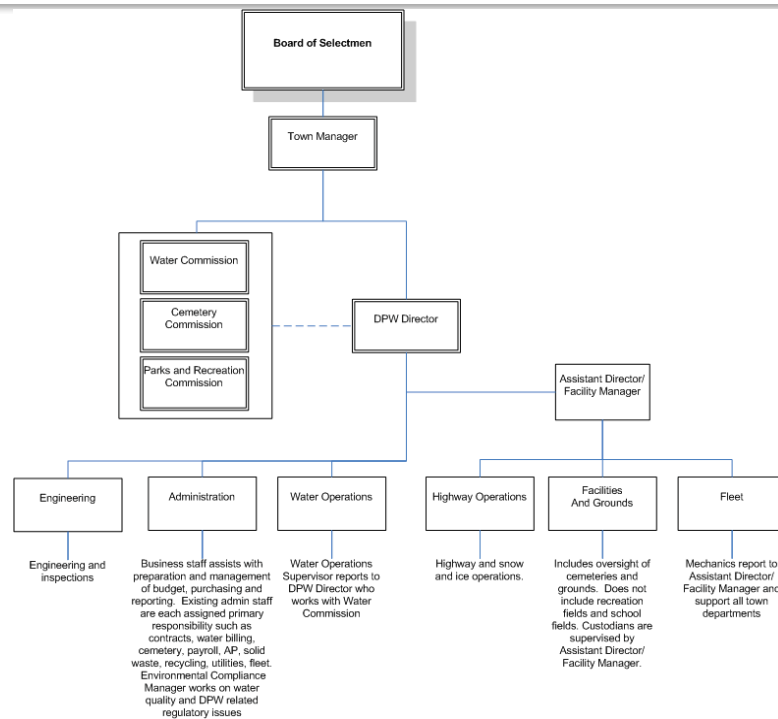 Board of Selectmen
Town Manager
Water Commission
Cemetery
Commission
Parks and Recreation
Commission
DPW Director
Assistant Director/
Facility Manager
Engineering
Administration
Water Operations
Highway Operations
Facilities
And Grounds
Fleet
Engineering and
inspections
Business staff assists with
preparation and management
of budget, purchasing and
reporting.  Existing admin staff
are each assigned primary
responsibility such as
contracts, water billing,
cemetery, payroll, AP, solid
waste, recycling, utilities, fleet.
Environmental Compliance
Manager works on water
quality and DPW related
regulatory issues
Water Operations
Supervisor reports to
DPW Director who
works with Water
Commission
Highway and snow
and ice operations.
Includes oversight of
cemeteries and
grounds.  Does not
include recreation
fields and school
fields. Custodians are
supervised by
Assistant Director/
Facility Manager.
Mechanics report to
Assistant Director/
Facility Manager and
support all town
departments